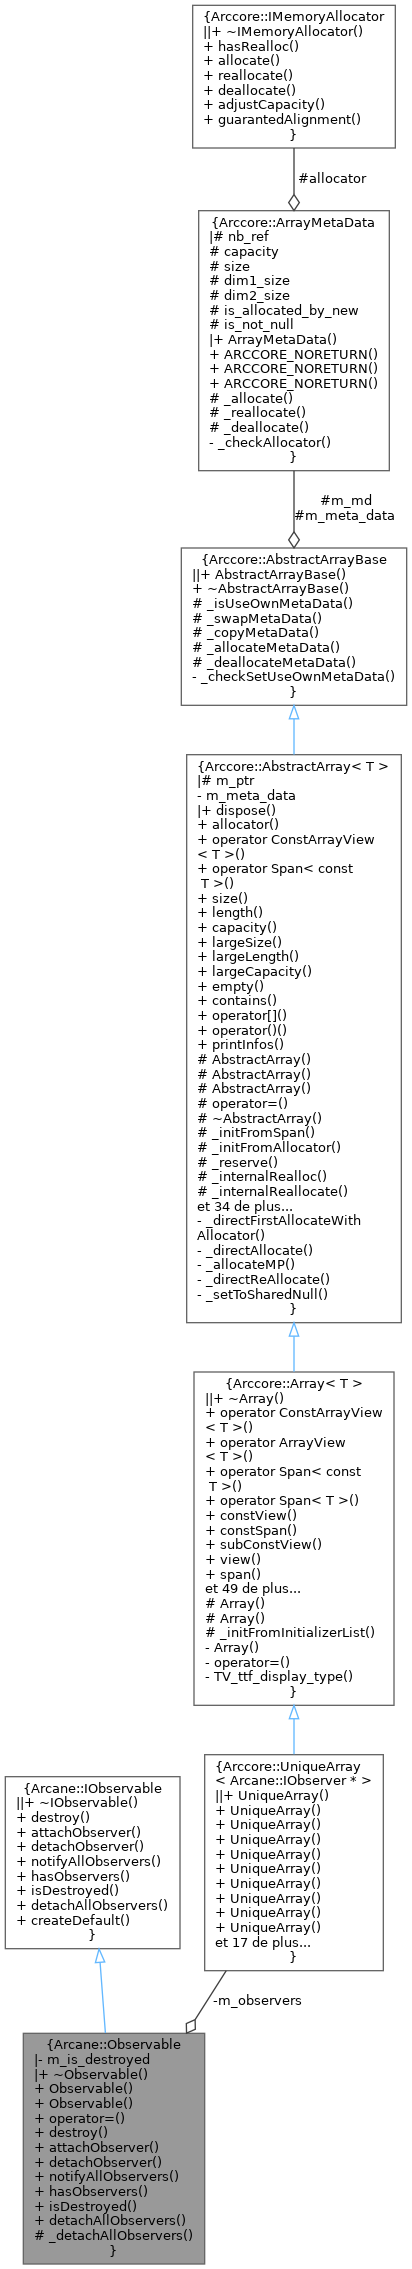 {Arccore::IMemoryAllocator
||+ ~IMemoryAllocator()
+ hasRealloc()
+ allocate()
+ reallocate()
+ deallocate()
+ adjustCapacity()
+ guarantedAlignment()
}
#allocator
{Arccore::ArrayMetaData
|# nb_ref
# capacity
# size
# dim1_size
# dim2_size
# is_allocated_by_new
# is_not_null
|+ ArrayMetaData()
+ ARCCORE_NORETURN()
+ ARCCORE_NORETURN()
+ ARCCORE_NORETURN()
# _allocate()
# _reallocate()
# _deallocate()
- _checkAllocator()
}
#m_md
#m_meta_data
{Arccore::AbstractArrayBase
||+ AbstractArrayBase()
+ ~AbstractArrayBase()
# _isUseOwnMetaData()
# _swapMetaData()
# _copyMetaData()
# _allocateMetaData()
# _deallocateMetaData()
- _checkSetUseOwnMetaData()
}
{Arccore::AbstractArray< T >
|# m_ptr
- m_meta_data
|+ dispose()
+ allocator()
+ operator ConstArrayView
< T >()
+ operator Span< const
T >()
+ size()
+ length()
+ capacity()
+ largeSize()
+ largeLength()
+ largeCapacity()
+ empty()
+ contains()
+ operator[]()
+ operator()()
+ printInfos()
# AbstractArray()
# AbstractArray()
# AbstractArray()
# operator=()
# ~AbstractArray()
# _initFromSpan()
# _initFromAllocator()
# _reserve()
# _internalRealloc()
# _internalReallocate()
et 34 de plus...
- _directFirstAllocateWith
Allocator()
- _directAllocate()
- _allocateMP()
- _directReAllocate()
- _setToSharedNull()
}
{Arccore::Array< T >
||+ ~Array()
+ operator ConstArrayView
< T >()
+ operator ArrayView
< T >()
+ operator Span< const
T >()
+ operator Span< T >()
+ constView()
+ constSpan()
+ subConstView()
+ view()
+ span()
et 49 de plus...
# Array()
# Array()
# _initFromInitializerList()
- Array()
- operator=()
- TV_ttf_display_type()
}
{Arccore::UniqueArray
< Arcane::IObserver * >
||+ UniqueArray()
+ UniqueArray()
+ UniqueArray()
+ UniqueArray()
+ UniqueArray()
+ UniqueArray()
+ UniqueArray()
+ UniqueArray()
+ UniqueArray()
+ UniqueArray()
et 17 de plus...
}
{Arcane::IObservable
||+ ~IObservable()
+ destroy()
+ attachObserver()
+ detachObserver()
+ notifyAllObservers()
+ hasObservers()
+ isDestroyed()
+ detachAllObservers()
+ createDefault()
}
-m_observers
{Arcane::Observable
|- m_is_destroyed
|+ ~Observable()
+ Observable()
+ Observable()
+ operator=()
+ destroy()
+ attachObserver()
+ detachObserver()
+ notifyAllObservers()
+ hasObservers()
+ isDestroyed()
+ detachAllObservers()
# _detachAllObservers()
}